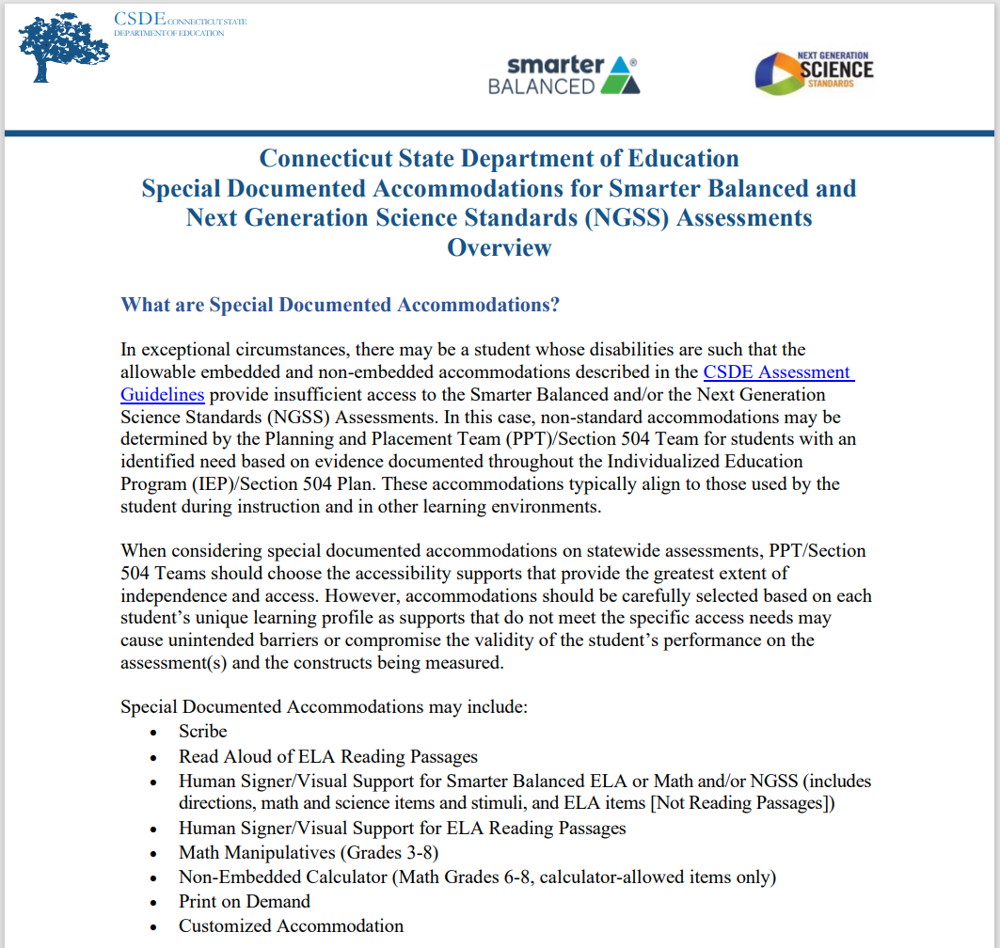 CSDE CONNECTICUT STATE
DEPARTMENT OF EDUCATION
smarter
BALANCED
®
NEXT GENERATION
SCIENCE
STANDARDS
Connecticut State Department of Education
Special Documented Accommodations for Smarter Balanced and
Next Generation Science Standards (NGSS) Assessments
Overview
What are Special Documented Accommodations?
In exceptional circumstances, there may be a student whose disabilities are such that the
allowable embedded and non-embedded accommodations described in the CSDE Assessment
Guidelines provide insufficient access to the Smarter Balanced and/or the Next Generation
Science Standards (NGSS) Assessments. In this case, non-standard accommodations may be
determined by the Planning and Placement Team (PPT)/Section 504 Team for students with an
identified need based on evidence documented throughout the Individualized Education
Program (IEP)/Section 504 Plan. These accommodations typically align to those used by the
student during instruction and in other learning environments.
When considering special documented accommodations on statewide assessments, PPT/Section
504 Teams should choose the accessibility supports that provide the greatest extent of
independence and access. However, accommodations should be carefully selected based on each
student’s unique learning profile as supports that do not meet the specific access needs may
cause unintended barriers or compromise the validity of the student’s performance on the
assessment(s) and the constructs being measured.
Special Documented Accommodations may include:
• Scribe
• Read Aloud of ELA Reading Passages
• Human Signer/Visual Support for Smarter Balanced ELA or Math and/or NGSS (includes
directions, math and science items and stimuli, and ELA items [Not Reading Passages])
• Human Signer/Visual Support for ELA Reading Passages
• Math Manipulatives (Grades 3-8)
• Non-Embedded Calculator (Math Grades 6-8, calculator-allowed items only)
• Print on Demand
• Customized Accommodation